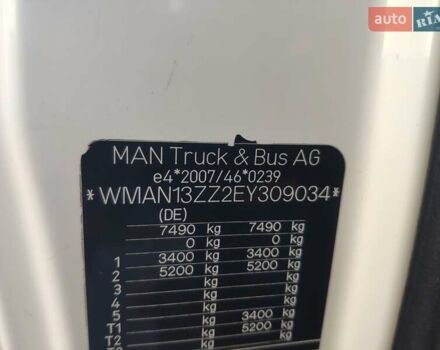 auto RIA
MAN Truck & Bus AG
e4*2007/46*0239
*WMAN13ZZ2EY309034*
(DE)
7490 kg 7490 kg
0 kg 0 kg
1 3400 kg 3400 kg
2 5200 kg 5200 kg
3 kg kg
4 kg kg
5 kg 3400 kg
T1 kg 5200 kg
T2 kg kg